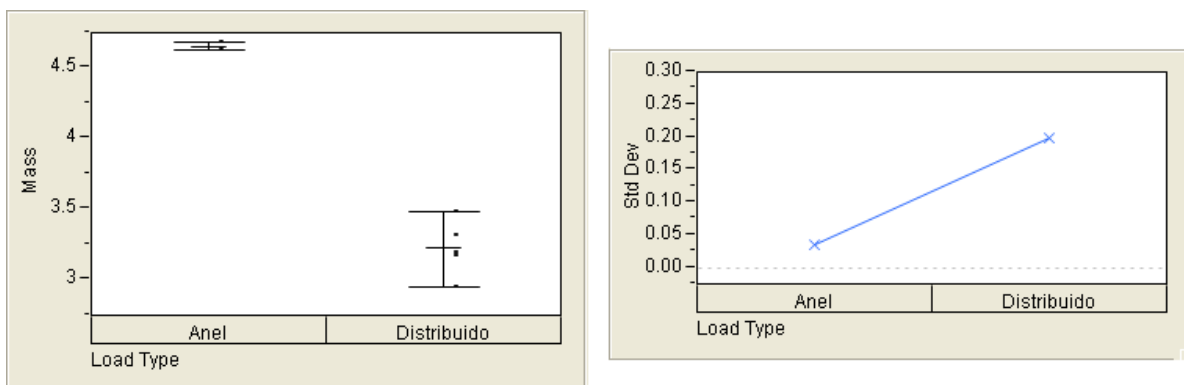 4.5
4
3.5
3
Mass
Anel Distribuido
Load Type
0.30
0.25
0.20
0.15
0.10
0.05
0.00
Std Dev
Anel Distribuido
Load Type